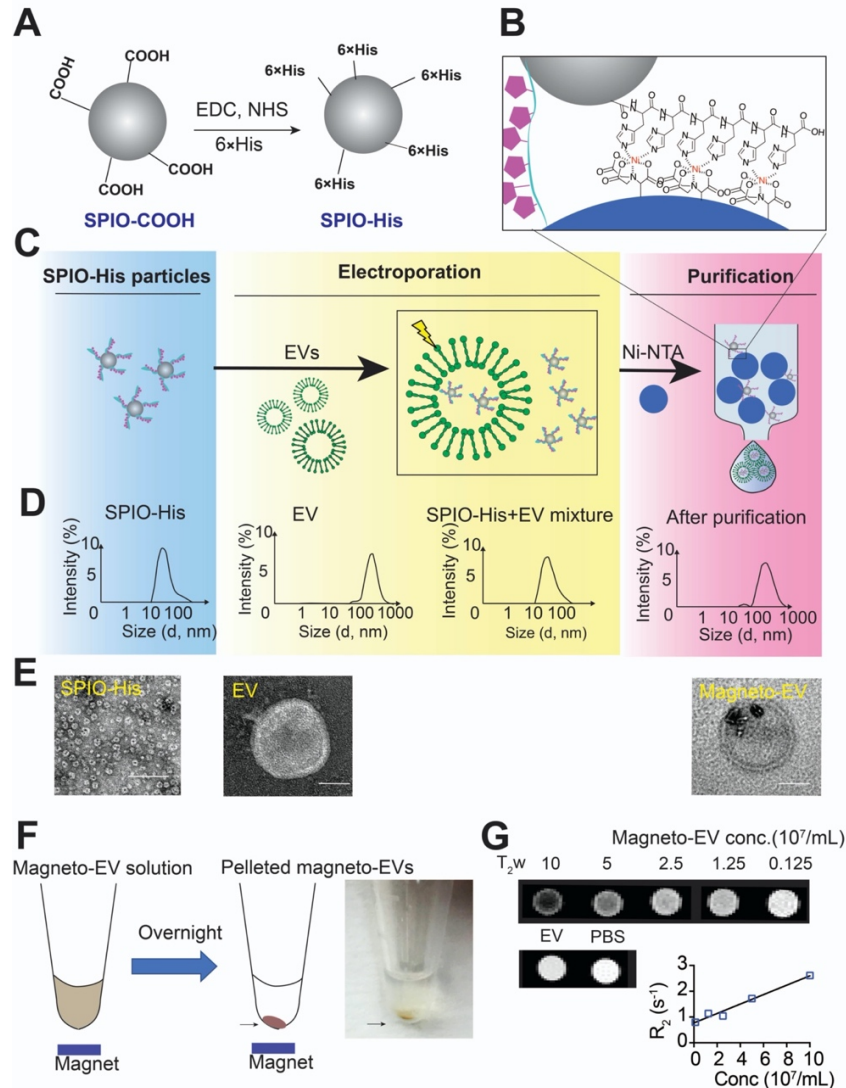 A
COOH
COOH
COOH
COOH
SPIO-COOH
EDC, NHS
6×His
6×His
6×His
6×His
6×His
6×His
SPIO-His
B
H
N
O
OH
Ni
Ni
Ni
C
SPIO-His particles
Electroporation
Purification
EVs
Ni-NTA
D
SPIO-His
Intensity (%)
10
5
0 1 10 100
Size (d, nm)
EV
Intensity (%)
10
5
0 1 10 100 1000
Size (d, nm)
SPIO-His+EV mixture
Intensity (%)
10
5
0 1 10 100
Size (d, nm)
After purification
Intensity (%)
10
5
0 1 10 100 1000
Size (d, nm)
E
SPIO-His
EV
Magneto-EV
F
Magneto-EV solution
Pelleted magneto-EVs
Overnight
Magnet
Magnet
G
Magneto-EV conc.(10⁷/mL)
T₂w 10 5 2.5 1.25 0.125
EV PBS
R₂ (s⁻¹)
3
2
1
0
0 2 4 6 8 10
Conc (10⁷/mL)